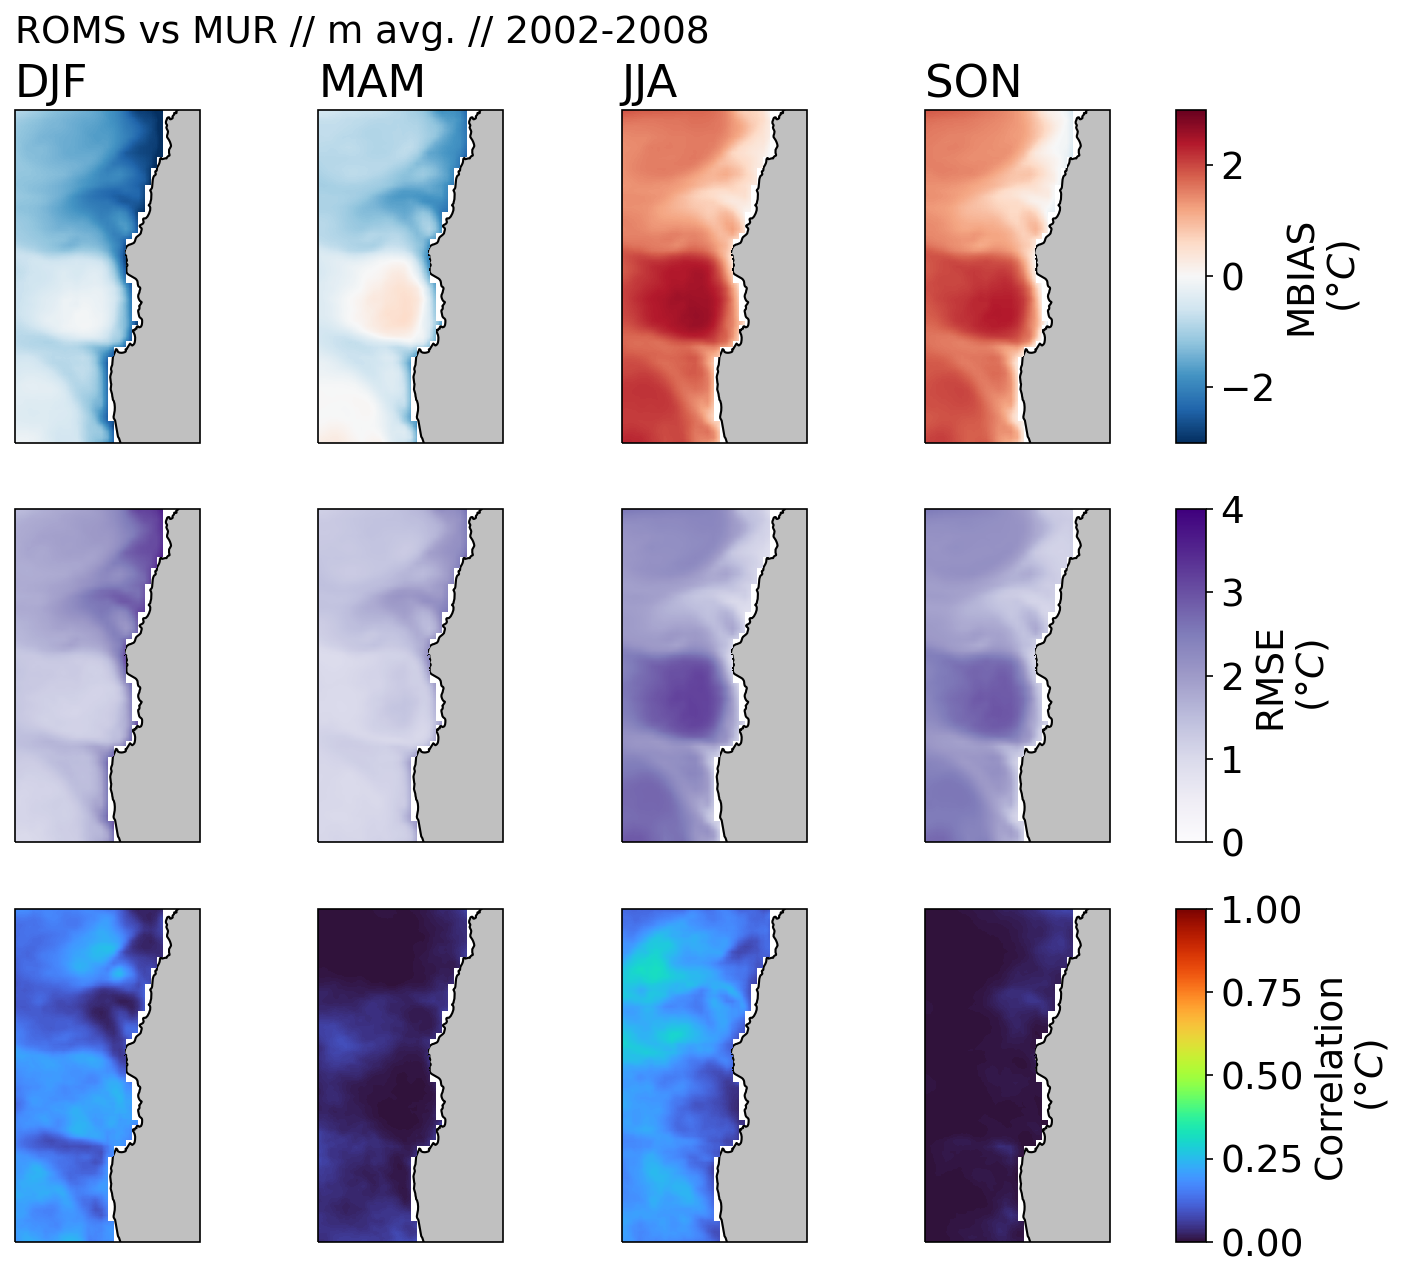 ROMS vs MUR // m avg. // 2002-2008
DJF
MAM
JJA
SON
2
0
−2
MBIAS
(°C)
4
3
2
1
0
RMSE
(°C)
1.00
0.75
0.50
0.25
0.00
Correlation
(°C)